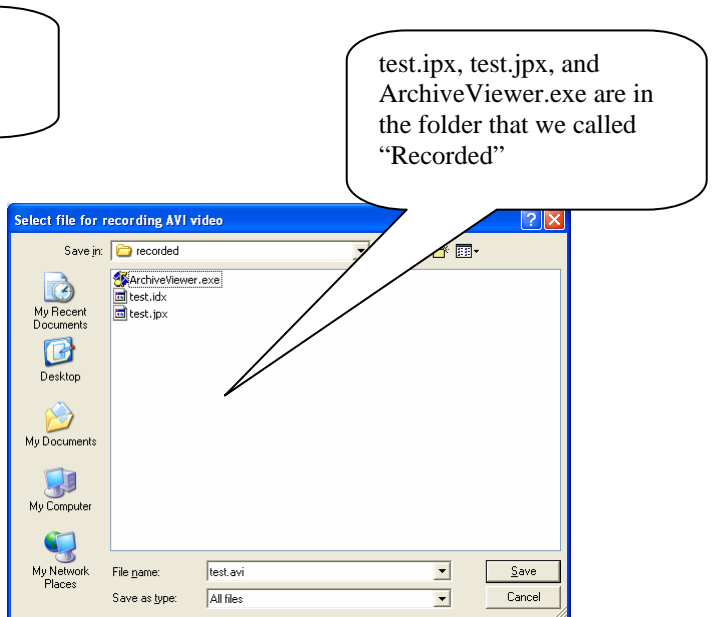 test.ipx, test.jpx, and
ArchiveViewer.exe are in
the folder that we called
“Recorded”
Select file for recording AVI video
Save in:
recorded
ArchiveViewer.exe
test.idx
test.jpx
My Recent
Documents
Desktop
My Documents
My Computer
My Network
Places
File name:
test.avi
Save
Save as type:
All files
Cancel